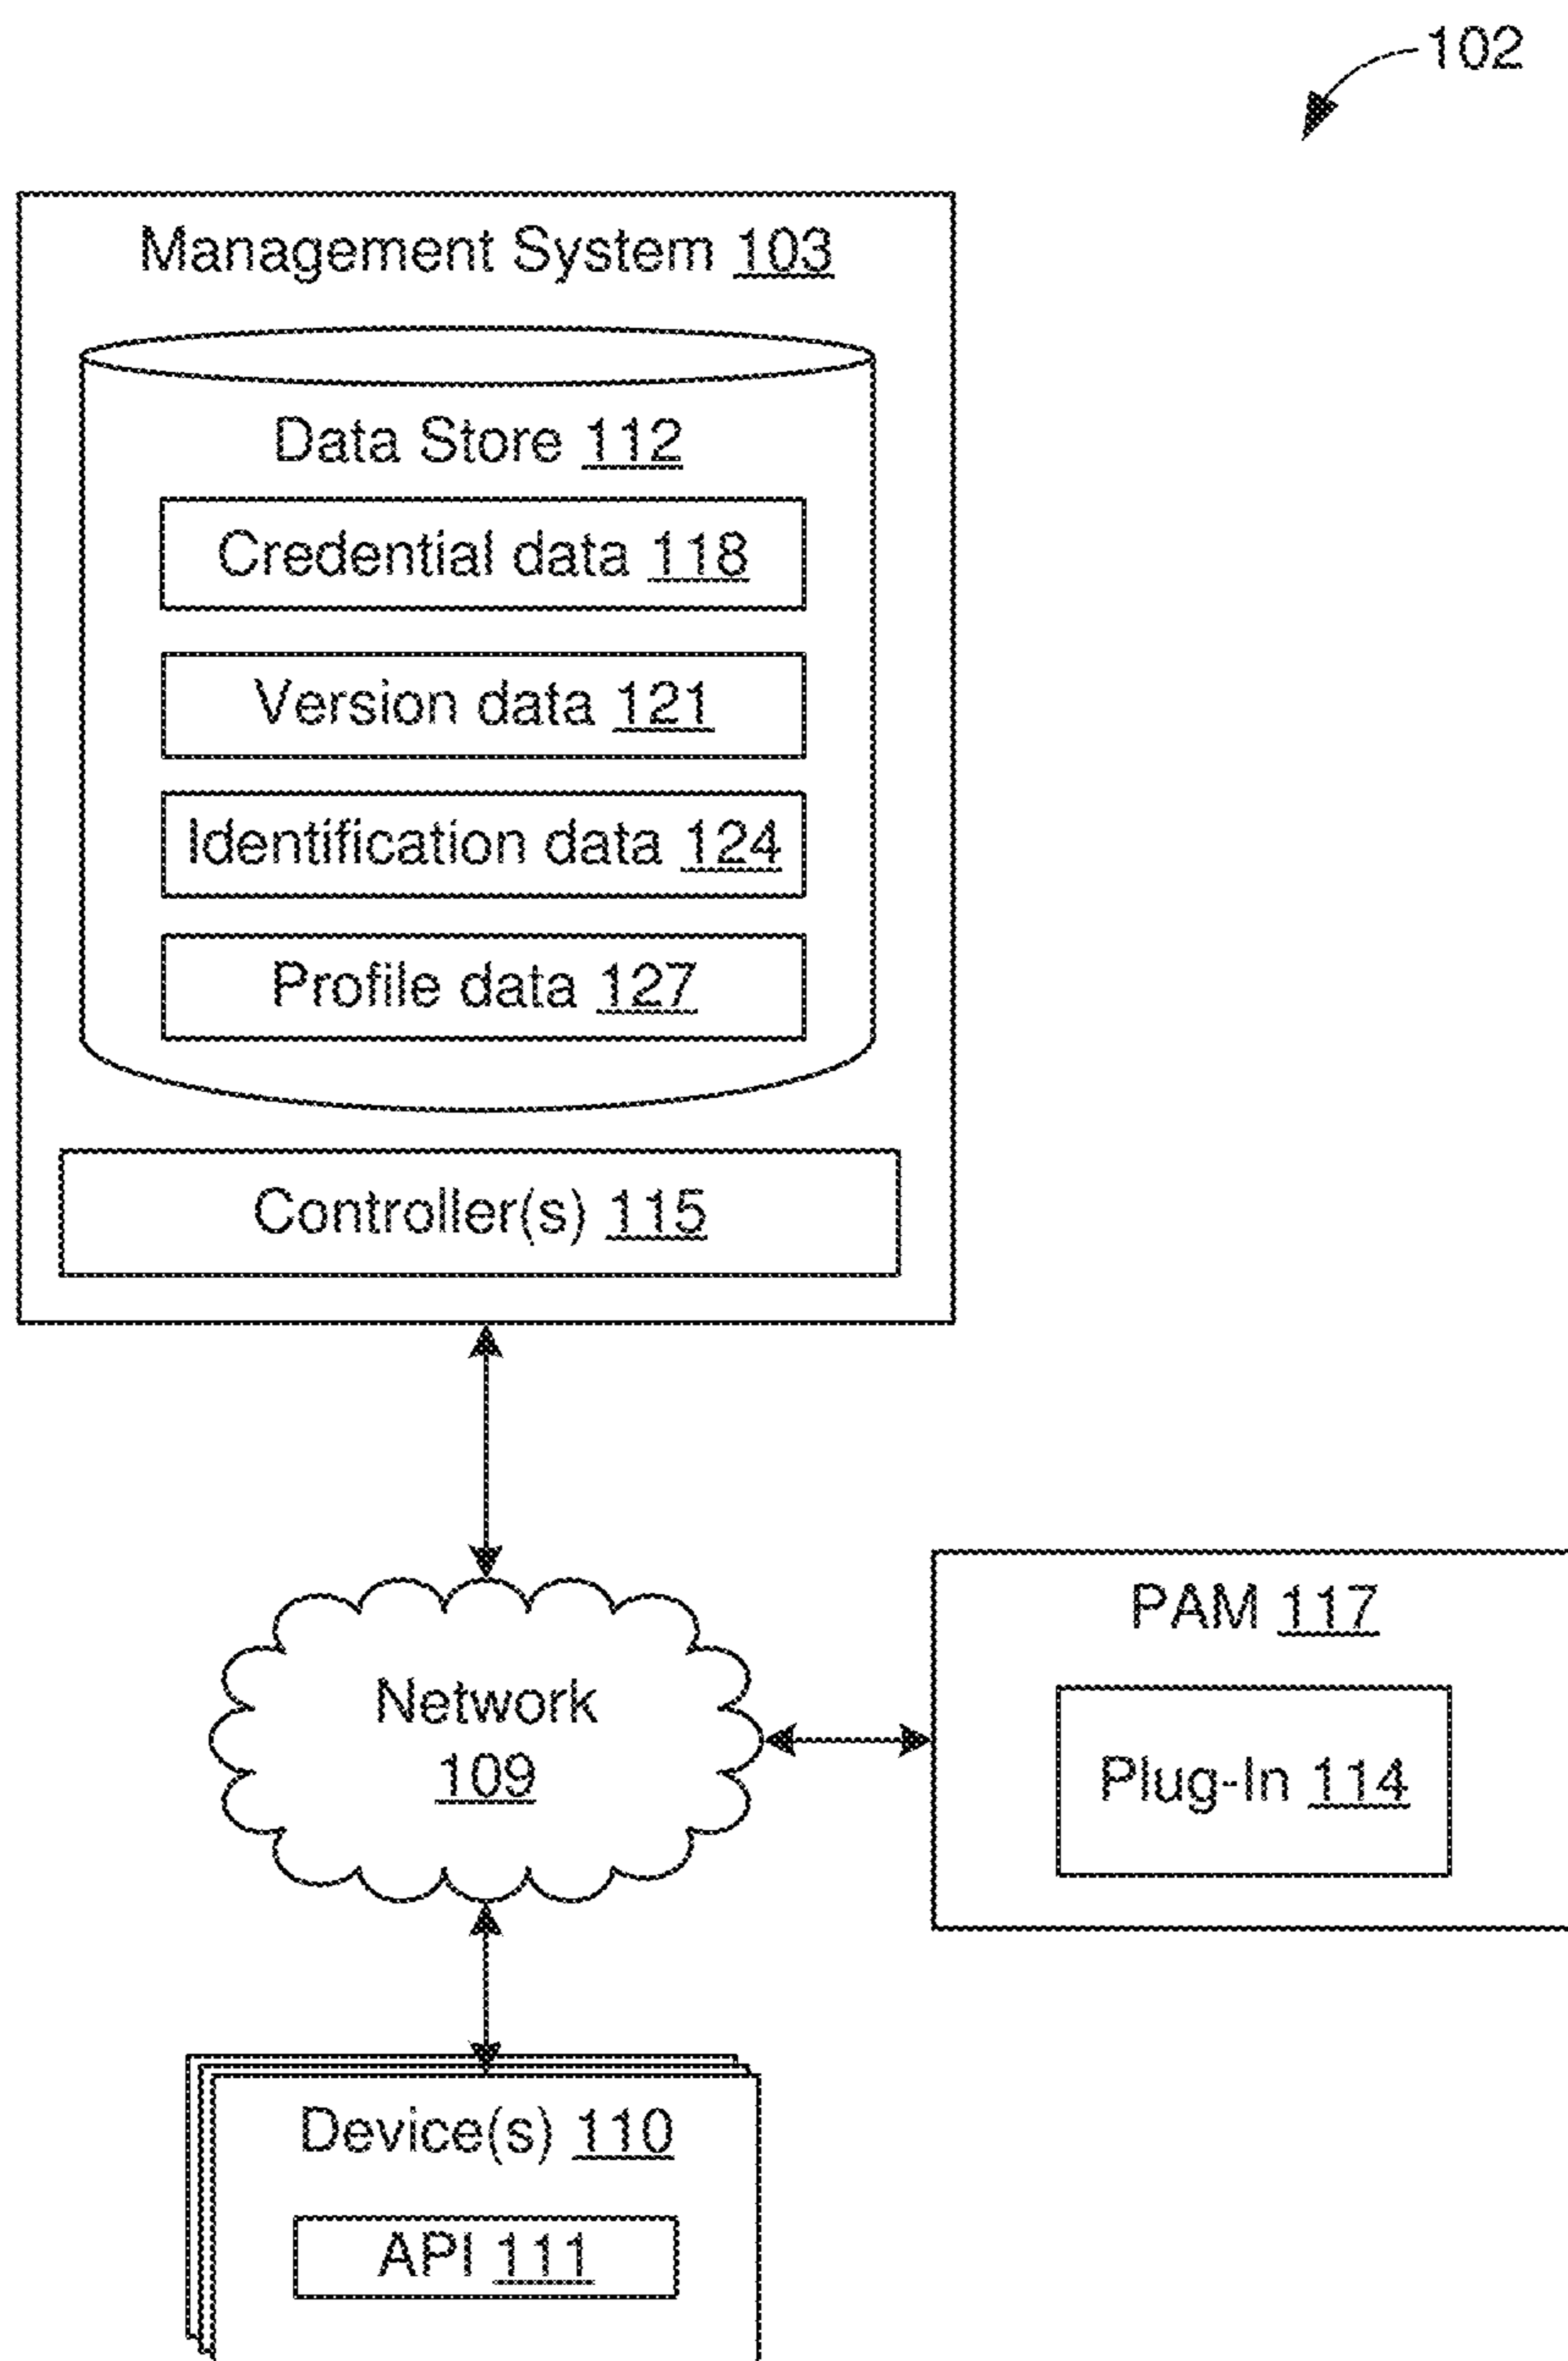 102
Management System 103
Data Store 112
Credential data 118
Version data 121
Identification data 124
Profile data 127
Controller(s) 115
Network
109
PAM 117
Plug-In 114
Device(s) 110
API 111